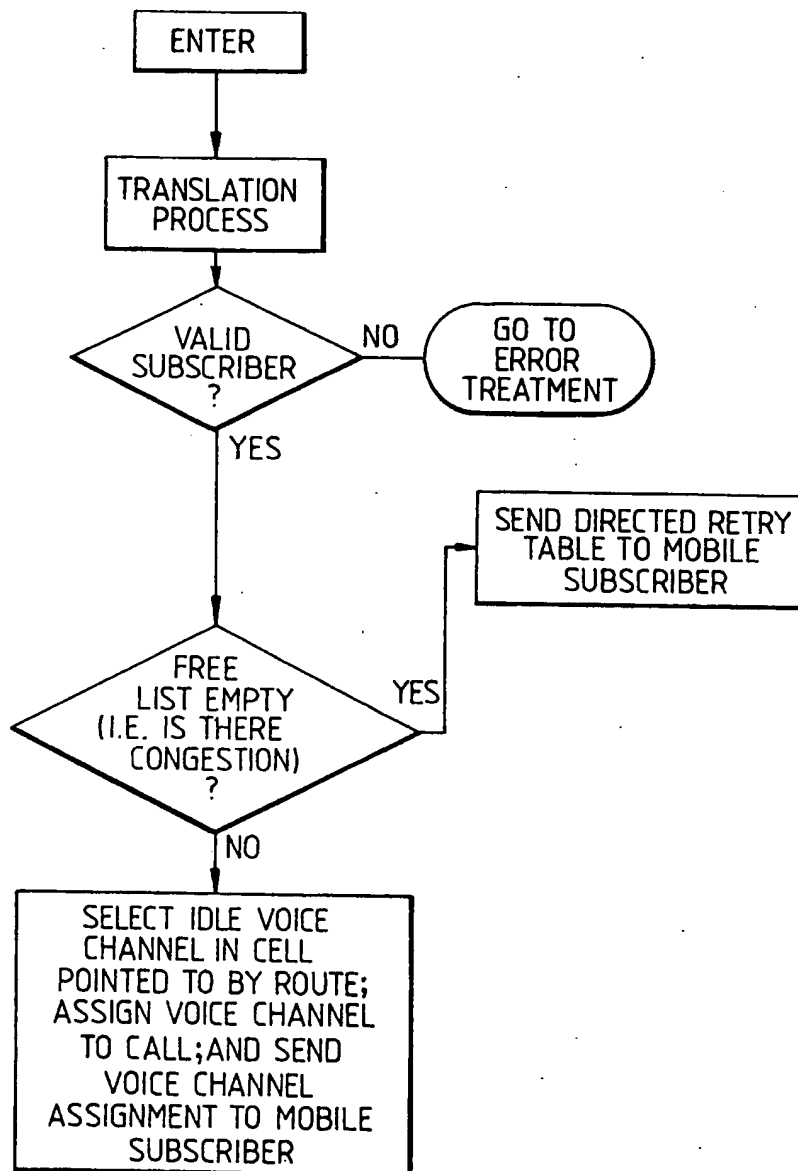 ENTER
TRANSLATION
PROCESS
VALID
SUBSCRIBER
?
NO
GO TO
ERROR
TREATMENT
YES
SEND DIRECTED RETRY
TABLE TO MOBILE
SUBSCRIBER
FREE
LIST EMPTY
(I.E. IS THERE
CONGESTION)
?
YES
NO
SELECT IDLE VOICE
CHANNEL IN CELL
POINTED TO BY ROUTE;
ASSIGN VOICE CHANNEL
TO CALL;AND SEND
VOICE CHANNEL
ASSIGNMENT TO MOBILE
SUBSCRIBER